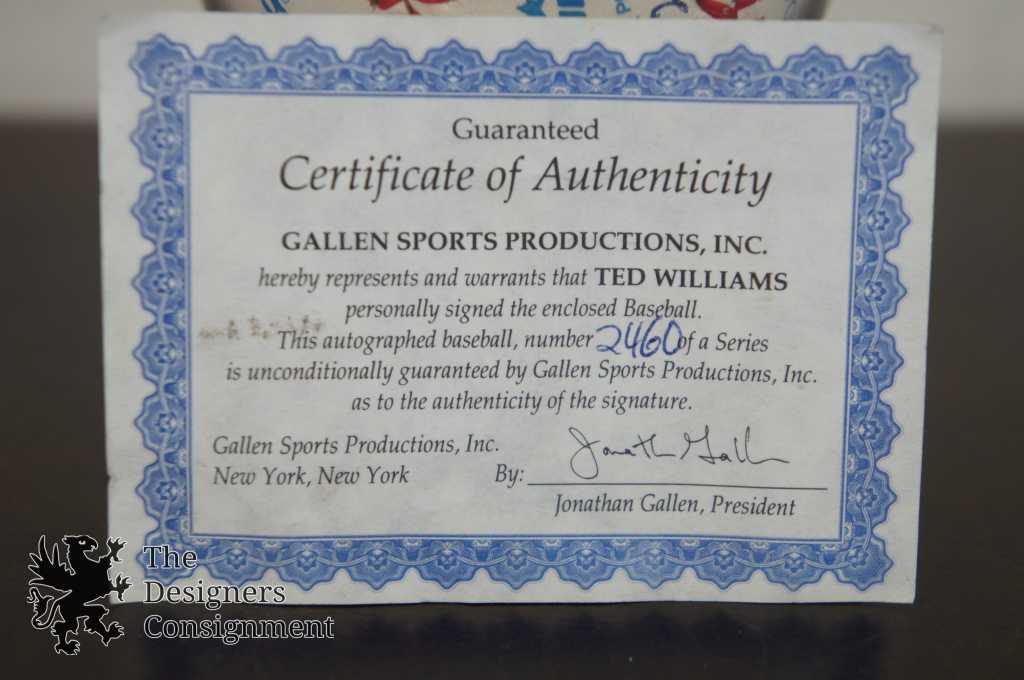 Guaranteed
Certificate of Authenticity
GALLEN SPORTS PRODUCTIONS, INC.
hereby represents and warrants that TED WILLIAMS
personally signed the enclosed Baseball.
This autographed baseball, number 2460 of a Series
is unconditionally guaranteed by Gallen Sports Productions, Inc.
as to the authenticity of the signature.
Gallen Sports Productions, Inc.
New York, New York
By: Jonathan Gallen
Jonathan Gallen, President
The
Designers
Consignment